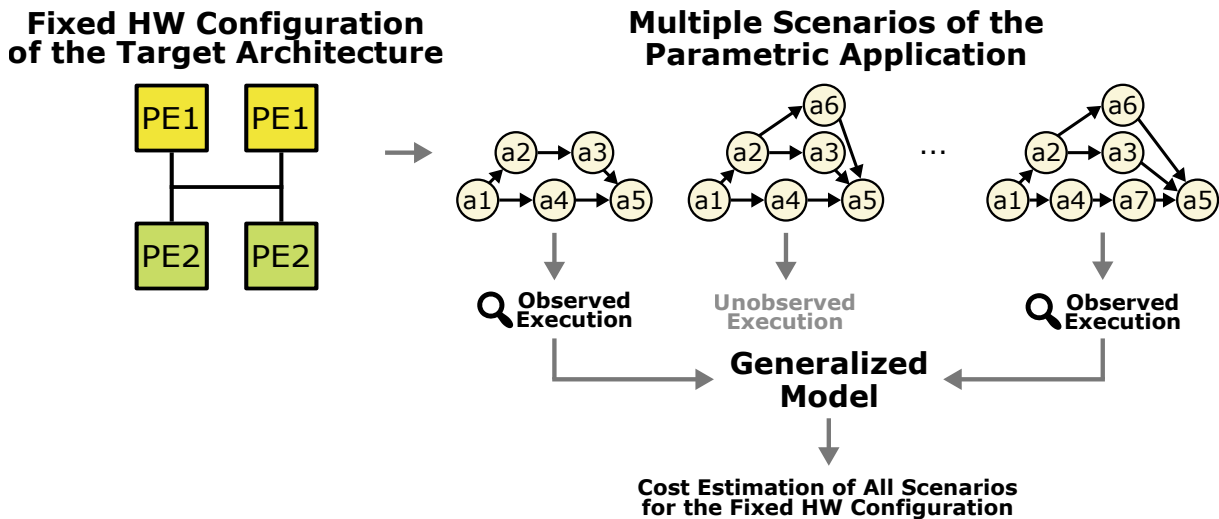 Fixed HW Configuration
of the Target Architecture
Multiple Scenarios of the
Parametric Application
PE1 PE1
PE2 PE2
a2 a3
a1 a4 a5
a6
a2 a3
a1 a4 a5
...
a6
a2 a3
a1 a4 a7 a5
Observed
Execution
Unobserved
Execution
Observed
Execution
Generalized
Model
Cost Estimation of All Scenarios
for the Fixed HW Configuration